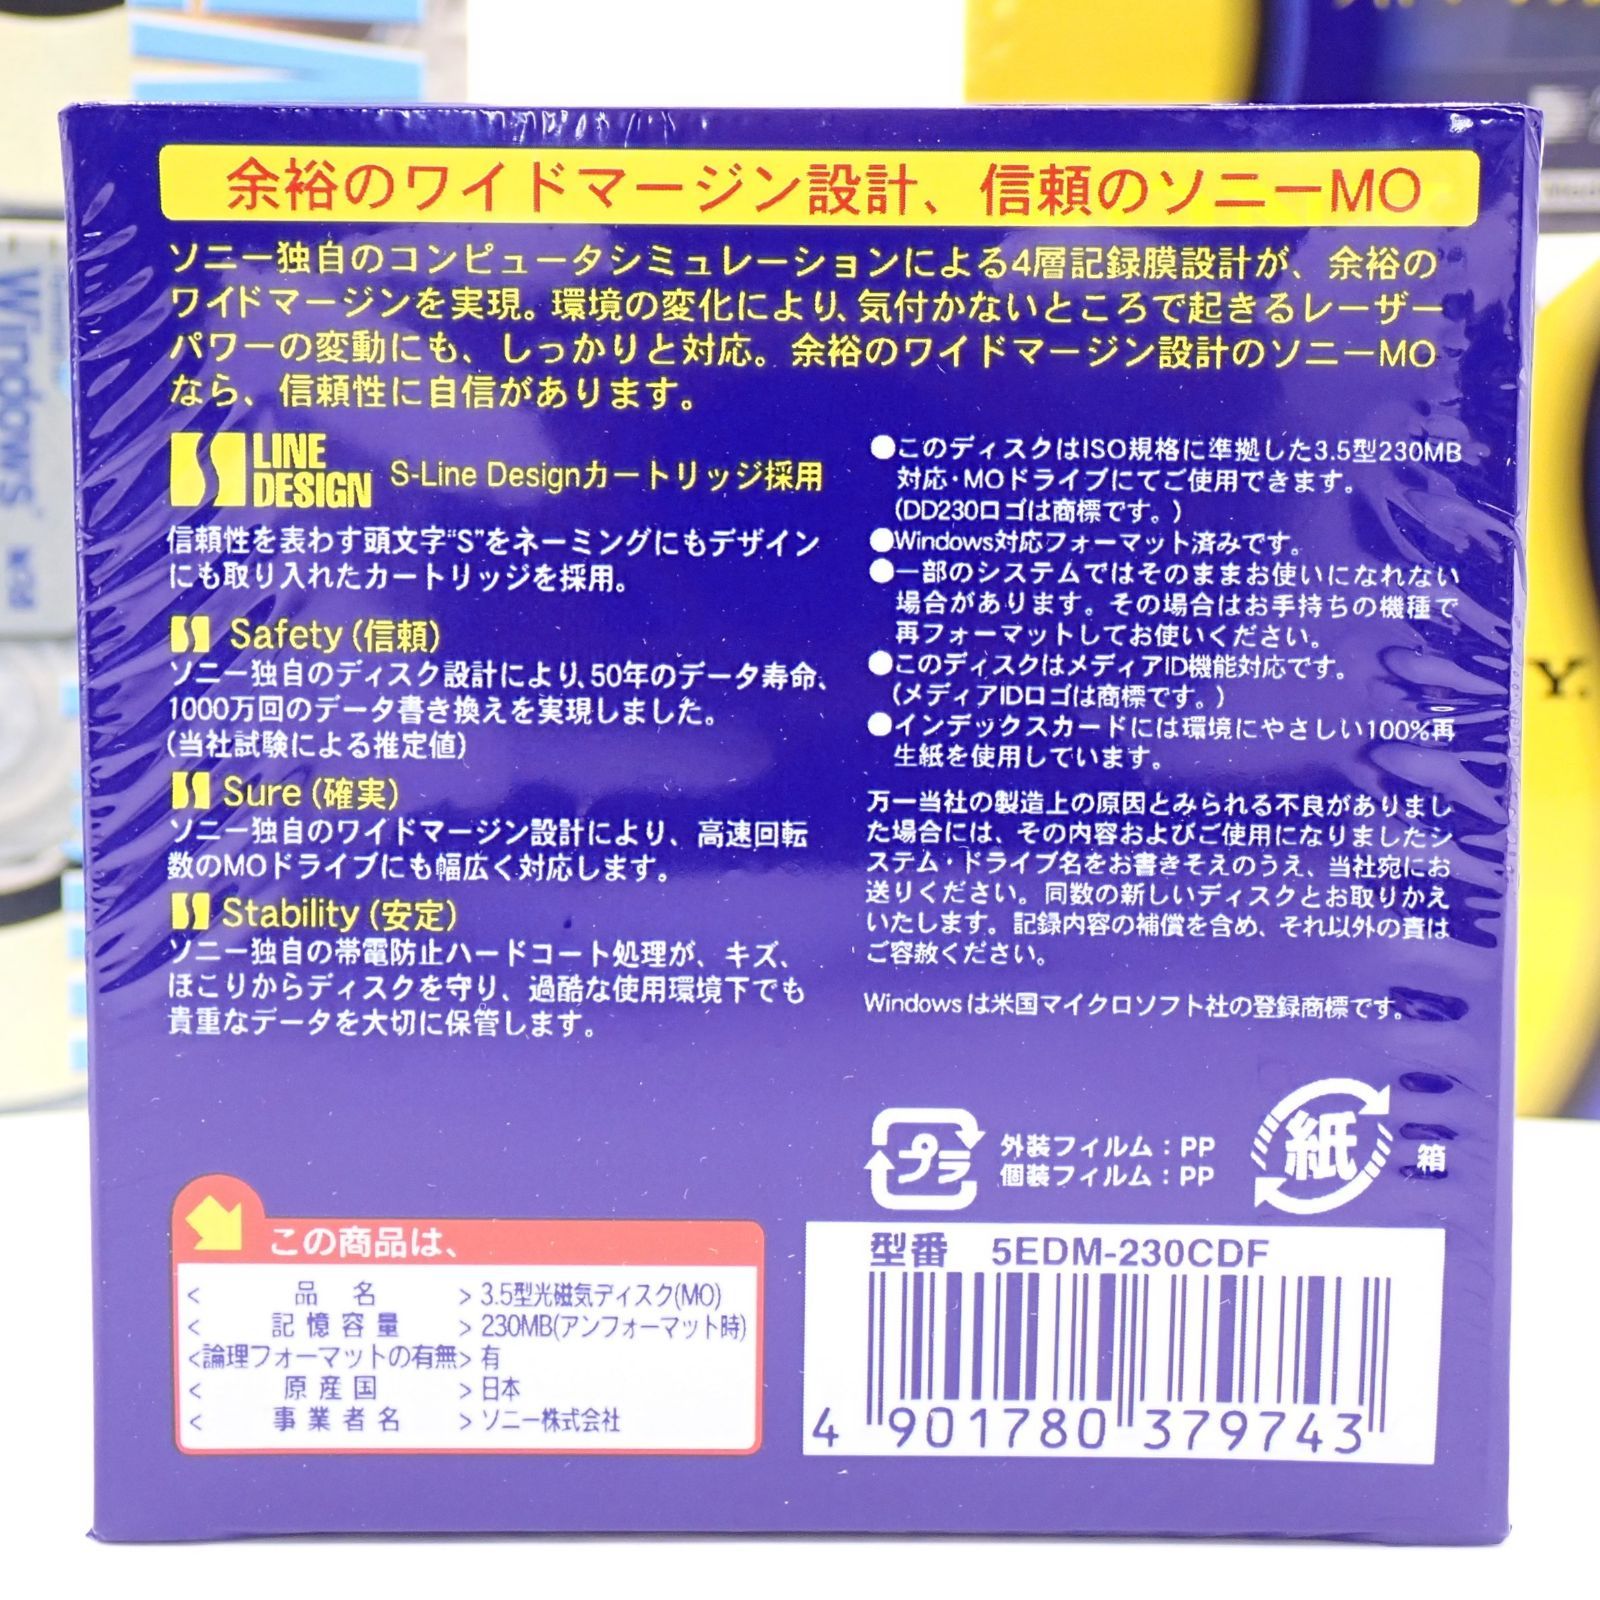 余裕のワイドマージン設計、信頼のソニーMO
ソニー独自のコンピュータシミュレーションによる4層記録膜設計が、余裕の
ワイドマージンを実現。環境の変化により、気付かないところで起きるレーザー
パワーの変動にも、しっかりと対応。余裕のワイドマージン設計のソニーMO
なら、信頼性に自信があります。
S LINE
DESIGN
S-Line Designカートリッジ採用
信頼性を表わす頭文字“S”をネーミングにもデザイン
にも取り入れたカートリッジを採用。
S Safety (信頼)
ソニー独自のディスク設計により、50年のデータ寿命、
1000万回のデータ書き換えを実現しました。
(当社試験による推定値)
S Sure (確実)
ソニー独自のワイドマージン設計により、高速回転
数のMOドライブにも幅広く対応します。
S Stability (安定)
ソニー独自の帯電防止ハードコート処理が、キズ、
ほこりからディスクを守り、過酷な使用環境下でも
貴重なデータを大切に保管します。
●このディスクはISO規格に準拠した3.5型230MB
対応・MOドライブにてご使用できます。
(DD230ロゴは商標です。)
●Windows対応フォーマット済みです。
●一部のシステムではそのままお使いになれない
場合があります。その場合はお手持ちの機種で
再フォーマットしてお使いください。
●このディスクはメディアID機能対応です。
(メディアIDロゴは商標です。)
●インデックスカードには環境にやさしい100%再
生紙を使用しています。
万一当社の製造上の原因とみられる不良がありまし
た場合には、その内容およびご使用になりましたシ
ステム・ドライブ名をお書きそえのうえ、当社宛にお
送りください。同数の新しいディスクとお取りかえ
いたします。記録内容の補償を含め、それ以外の責は
ご容赦ください。
Windowsは米国マイクロソフト社の登録商標です。
プラ
外装フィルム：PP
個装フィルム：PP
紙
箱
この商品は、
<品名> 3.5型光磁気ディスク(MO)
<記憶容量> 230MB(アンフォーマット時)
<論理フォーマットの有無> 有
<原産国> 日本
<事業者名> ソニー株式会社
型番 5EDM-230CDF
4 901780 379743
Windows
Y.